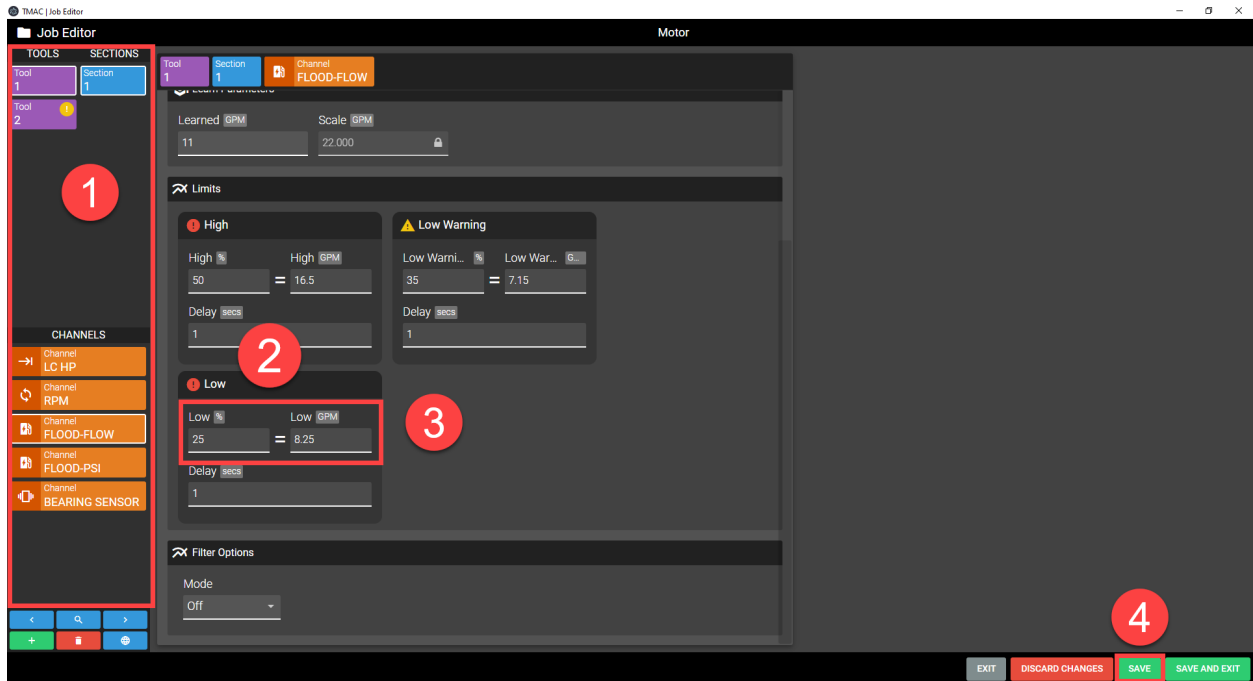 TMAC | Job Editor
Job Editor
Motor
TOOLS SECTIONS
Tool
1
Section
1
Tool
2
1
CHANNELS
Channel
LC HP
Channel
RPM
Channel
FLOOD-FLOW
Channel
FLOOD-PSI
Channel
BEARING SENSOR
Tool
1
Section
1
Channel
FLOOD-FLOW
Learn Parameters
Learned GPM Scale GPM
11 22.000
Limits
High
High % High GPM
50 = 16.5
Delay secs
1
2
Low Warning
Low Warni... % Low War... G...
35 = 7.15
Delay secs
1
Low
Low % Low GPM
25 = 8.25
3
Delay secs
1
Filter Options
Mode
Off
4
EXIT DISCARD CHANGES SAVE SAVE AND EXIT